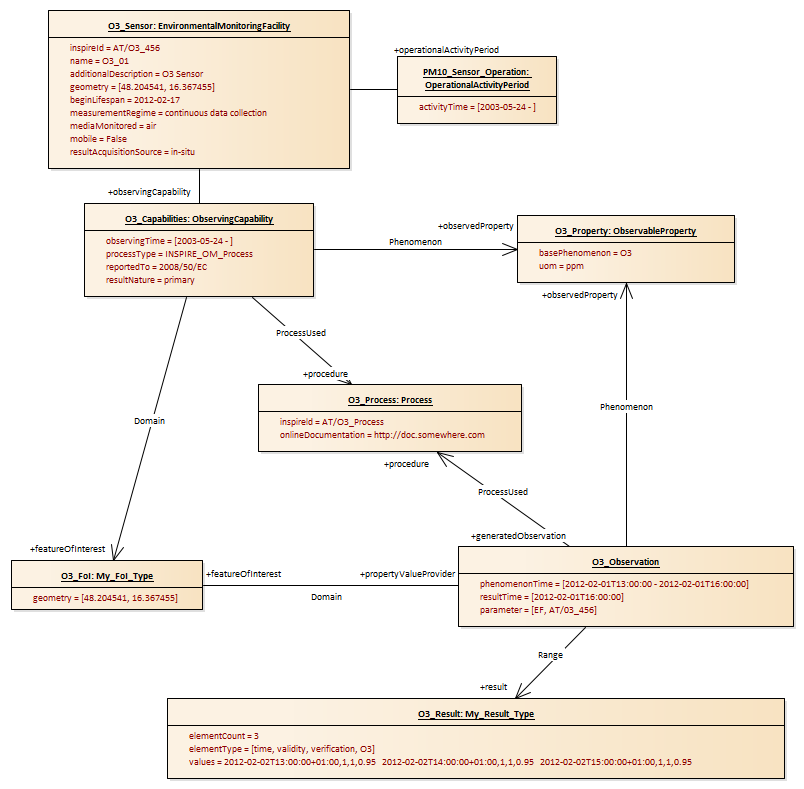 O3_Sensor: EnvironmentalMonitoringFacility
inspireId = AT/O3_456
name = O3_01
additionalDescription = O3 Sensor
geometry = [48.204541, 16.367455]
beginLifespan = 2012-02-17
measurementRegime = continuous data collection
mediaMonitored = air
mobile = False
resultAcquisitionSource = in-situ
+operationalActivityPeriod
PM10_Sensor_Operation:
OperationalActivityPeriod
activityTime = [2003-05-24 - ]
+observingCapability
O3_Capabilities: ObservingCapability
observingTime = [2003-05-24 - ]
processType = INSPIRE_OM_Process
reportedTo = 2008/50/EC
resultNature = primary
+observedProperty
Phenomenon
O3_Property: ObservableProperty
basePhenomenon = O3
uom = ppm
+observedProperty
ProcessUsed
+procedure
O3_Process: Process
inspireId = AT/O3_Process
onlineDocumentation = http://doc.somewhere.com
Domain
Phenomenon
+procedure
ProcessUsed
+generatedObservation
+featureOfInterest
O3_FoI: My_FoI_Type
geometry = [48.204541, 16.367455]
+featureOfInterest
+propertyValueProvider
Domain
O3_Observation
phenomenonTime = [2012-02-01T13:00:00 - 2012-02-01T16:00:00]
resultTime = [2012-02-01T16:00:00]
parameter = [EF, AT/03_456]
Range
+result
O3_Result: My_Result_Type
elementCount = 3
elementType = [time, validity, verification, O3]
values = 2012-02-02T13:00:00+01:00,1,1,0.95 2012-02-02T14:00:00+01:00,1,1,0.95 2012-02-02T15:00:00+01:00,1,1,0.95